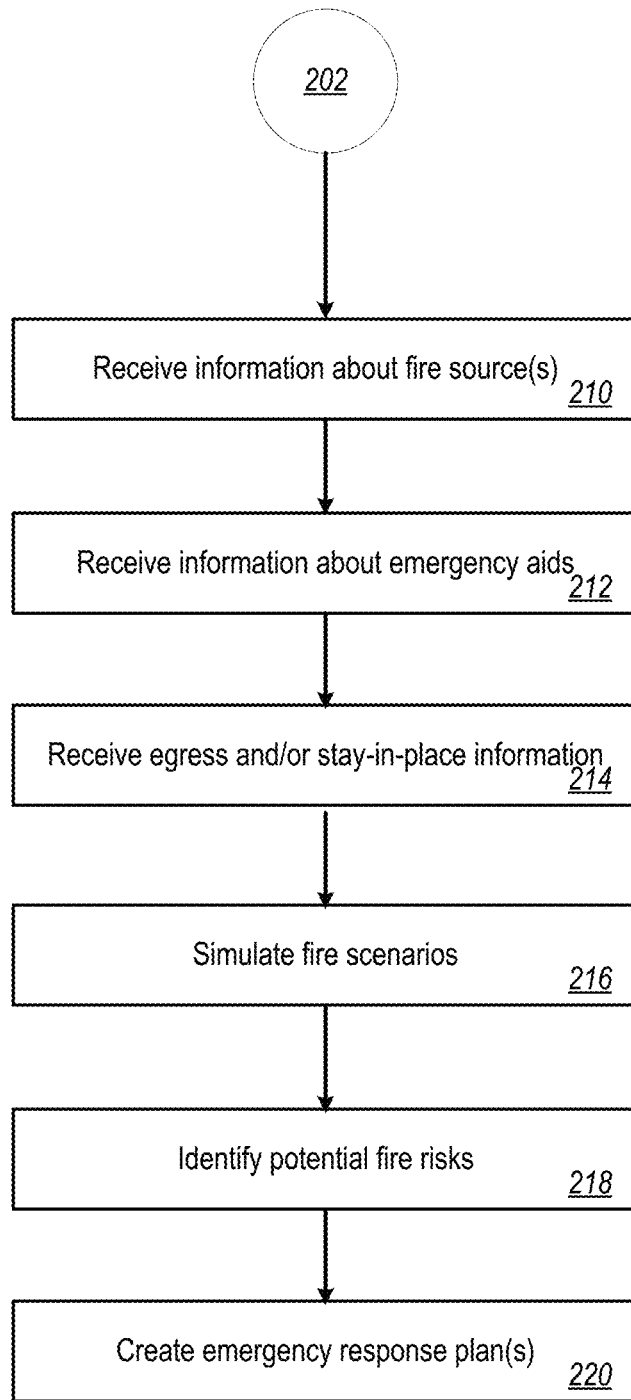 202
Receive information about fire source(s)
210
Receive information about emergency aids
212
Receive egress and/or stay-in-place information
214
Simulate fire scenarios
216
Identify potential fire risks
218
Create emergency response plan(s)
220